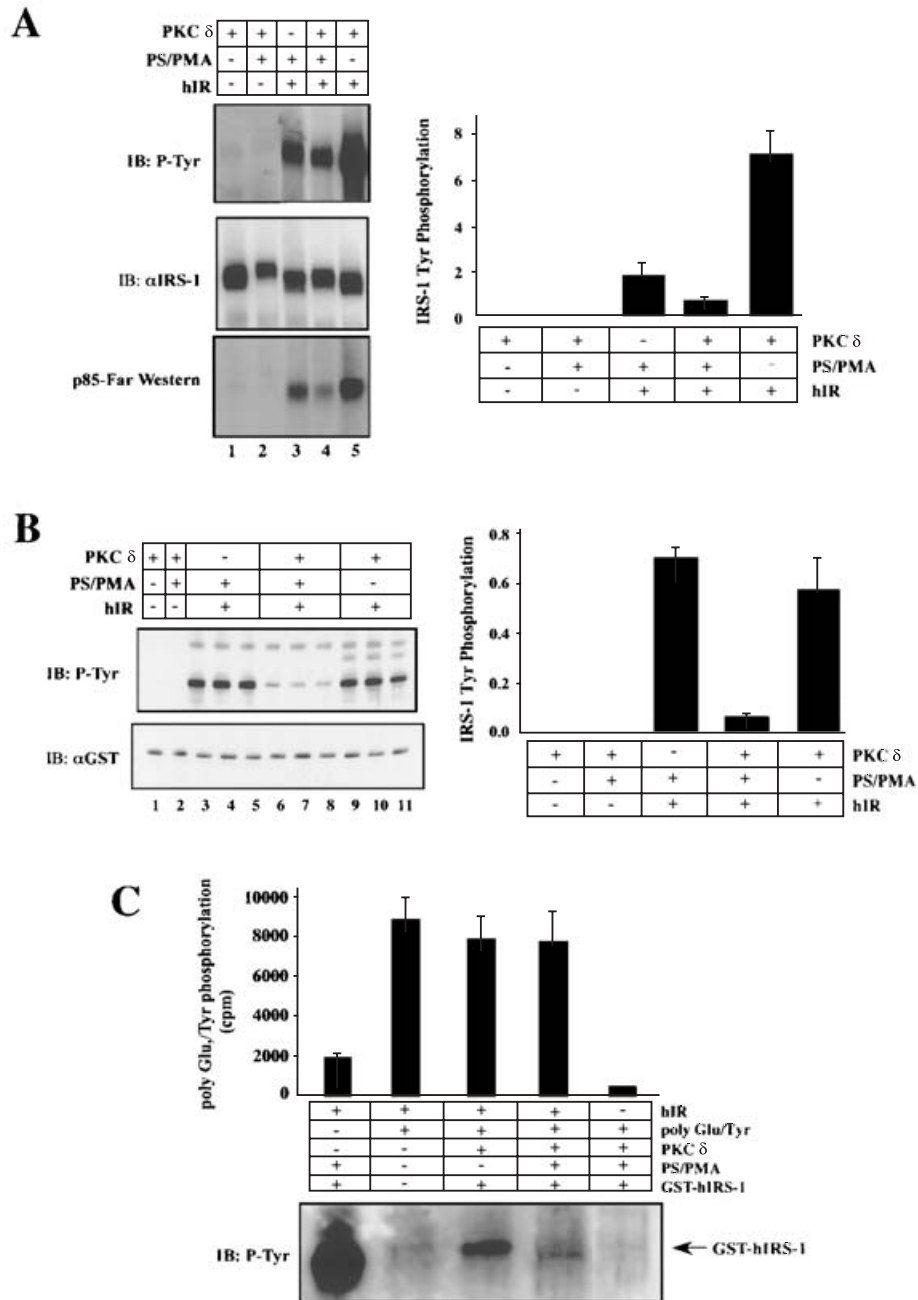 A
PKC δ + + - + +
PS/PMA - + + + -
hIR - - + + +
IB: P-Tyr
IB: αIRS-1
p85-Far Western
1 2 3 4 5
IRS-1 Tyr Phosphorylation
8
6
4
2
0
+ + - + + PKC δ
- + + + - PS/PMA
- - + + + hIR
B
PKC δ + + - + +
PS/PMA - + + + -
hIR - - + + +
IB: P-Tyr
IB: αGST
1 2 3 4 5 6 7 8 9 10 11
IRS-1 Tyr Phosphorylation
0.8
0.6
0.4
0.2
0.0
+ + - + + PKC δ
- + + + - PS/PMA
- - + + + hIR
C
poly Glu,/Tyr phosphorylation
(cpm)
10000
8000
6000
4000
2000
0
+ + + + - hIR
- + + + + poly Glu/Tyr
- - + + + PKC δ
+ - - + + PS/PMA
+ - + + + GST-hIRS-1
IB: P-Tyr
GST-hIRS-1